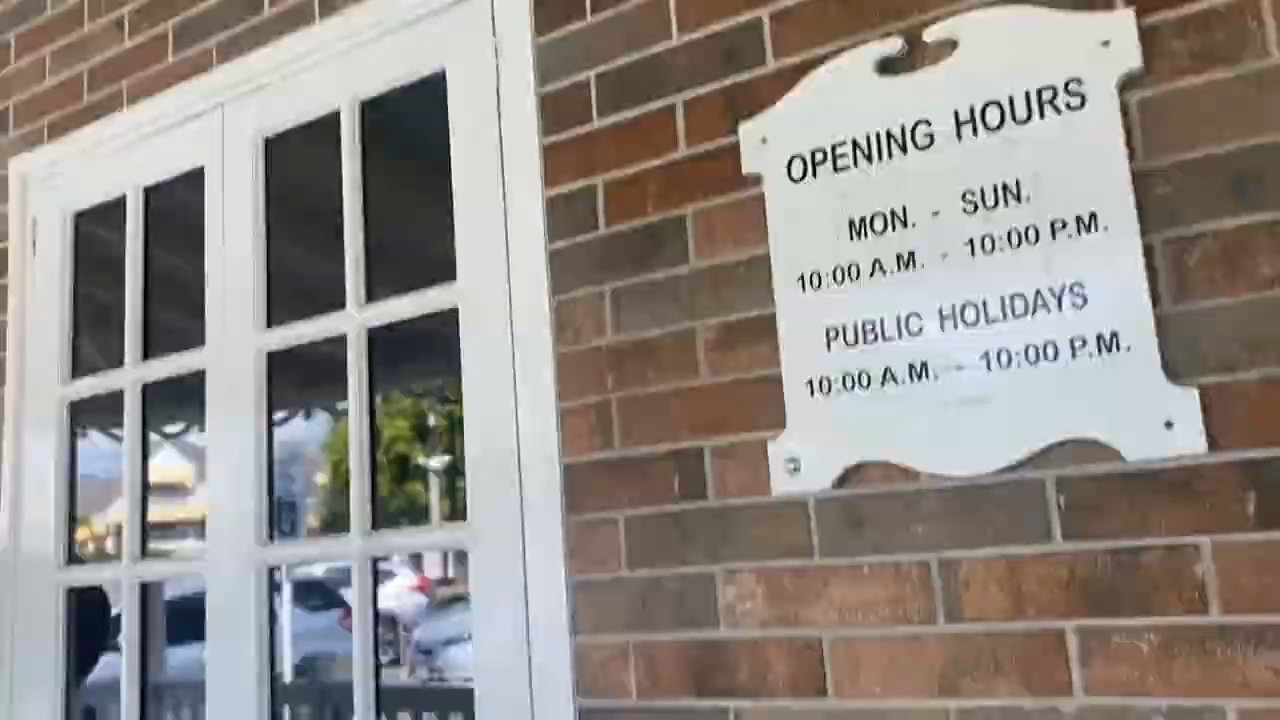 OPENING HOURS
MON. - SUN.
10:00 A.M. - 10:00 P.M.
PUBLIC HOLIDAYS
10:00 A.M. - 10:00 P.M.